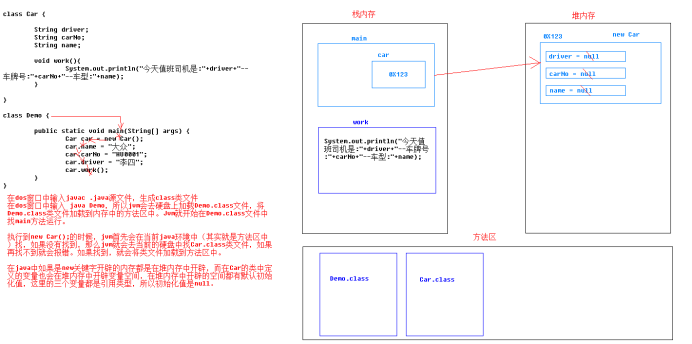 class Car {
String driver;
String carNo;
String name;
void work(){
System.out.println("今天值班司机是:"+driver+"--
车牌号:"+carNo+"--车型:"+name);
}
}
class Demo {
public static void main(String[] args) {
Car car = new Car();
car.name = "大众";
car.carNo = "WU0001";
car.driver = "李四";
car.work();
}
}
在dos窗口中输入javac .java源文件，生成class类文件
在dos窗口中输入 java Demo，所以jvm会去硬盘上加载Demo.class文件，将
Demo.class类文件加载到内存中的方法区中。Jvm就开始在Demo.class文件中
找main方法运行。
执行到new Car();的时候，jvm首先会在当前java环境中（其实就是方法区中
）找，如果没有找到，那么jvm就会去当前的硬盘中找Car.class类文件，如果
再找不到就会报错。如果找到，就会将类文件加载到方法区中。
在java中如果是new关键字开辟的内存都是在堆内存中开辟，而在Car的类中定
义的变量也会在堆内存中开辟变量空间，在堆内存中开辟的空间都有默认初始
化值，这里的三个变量都是引用类型，所以初始化值是null。
栈内存
main
car
0X123
work
System.out.println("今天值
班司机是:"+driver+"--车牌号
:"+carNo+"--车型:"+name);
堆内存
0X123
new Car
driver = null
carNo = null
name = null
方法区
Demo.class
Car.class